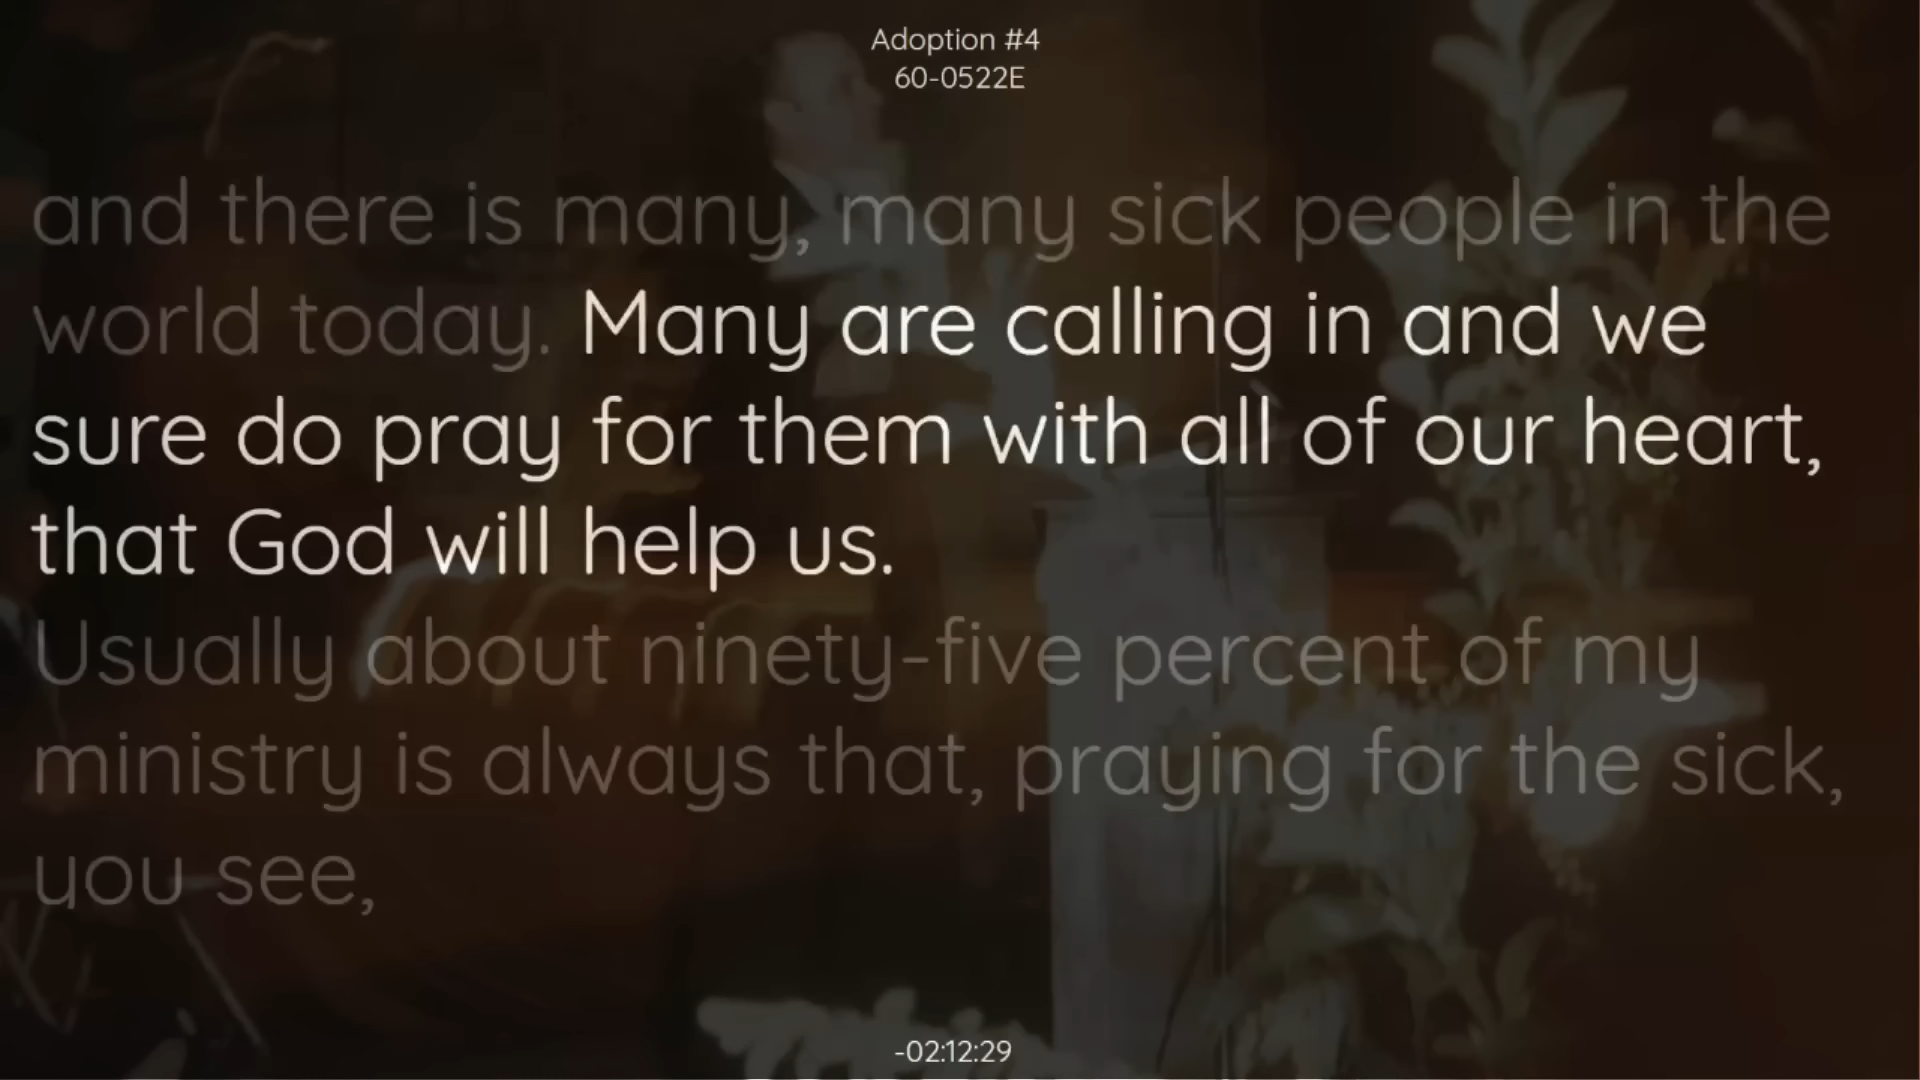 Adoption #4
60-0522E
and there is many, many sick people in the
world today. Many are calling in and we
sure do pray for them with all of our heart,
that God will help us.
Usually about ninety-five percent of my
ministry is always that, praying for the sick,
you see,
-02:12:29